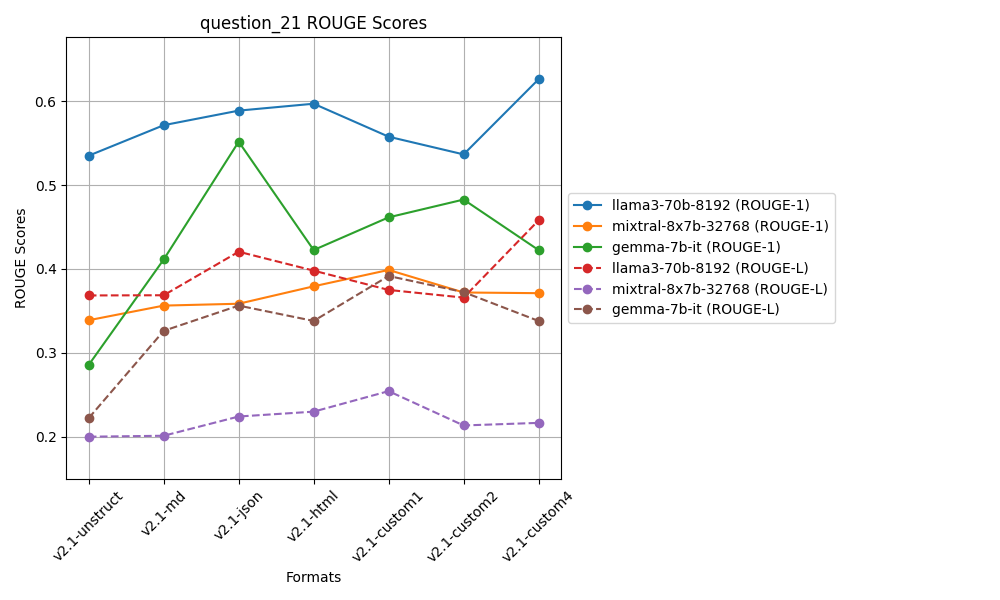 question_21 ROUGE Scores
ROUGE Scores
0.6
0.5
0.4
0.3
0.2
v2.1-unstruct
v2.1-md
v2.1-json
v2.1-html
v2.1-custom1
v2.1-custom2
v2.1-custom4
Formats
llama3-70b-8192 (ROUGE-1)
mixtral-8x7b-32768 (ROUGE-1)
gemma-7b-it (ROUGE-1)
llama3-70b-8192 (ROUGE-L)
mixtral-8x7b-32768 (ROUGE-L)
gemma-7b-it (ROUGE-L)